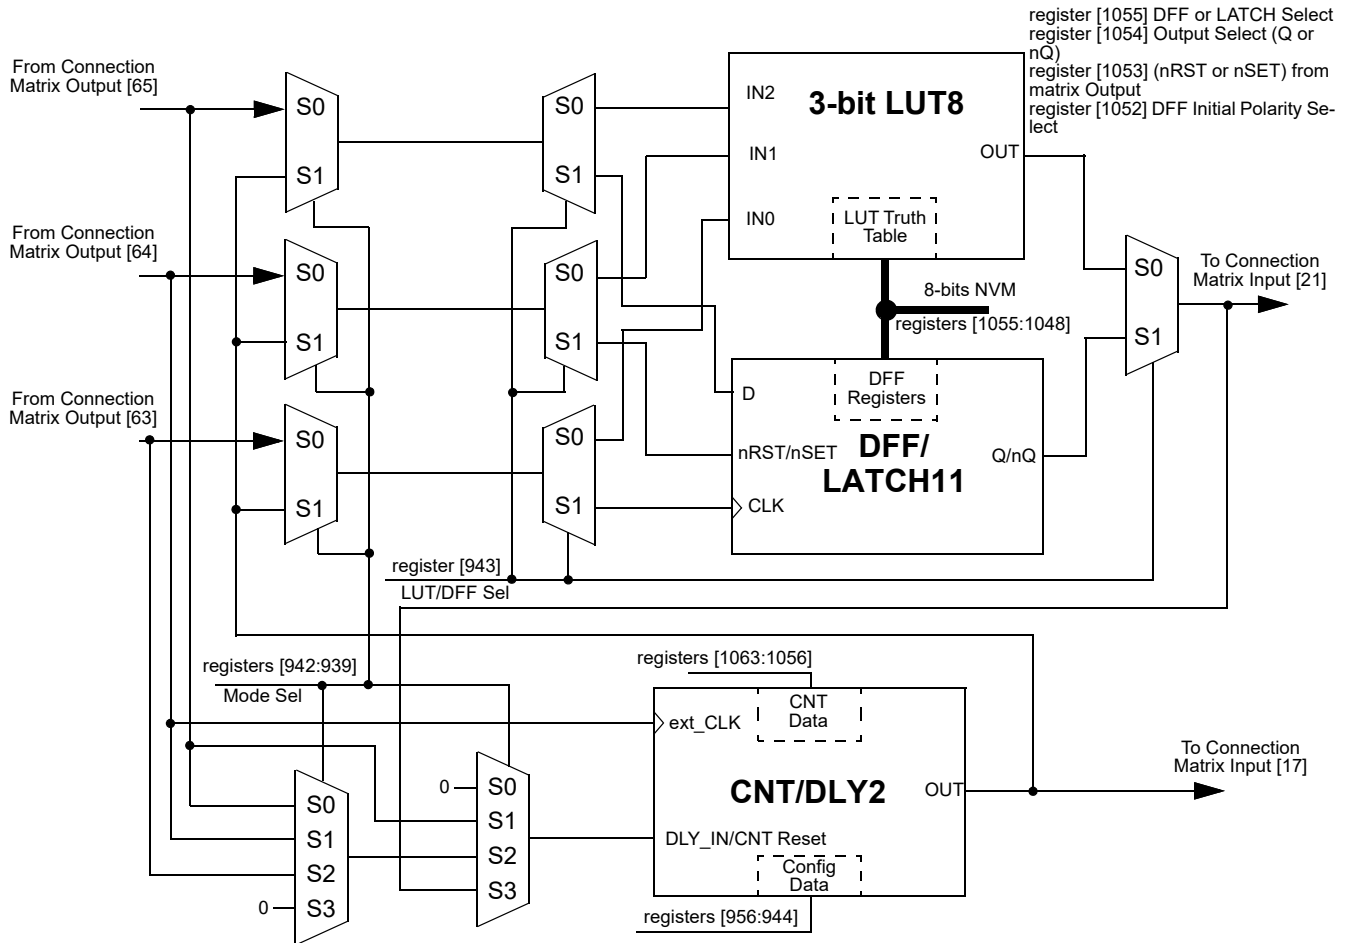 register [1055] DFF or LATCH Select
register [1054] Output Select (Q or
nQ)
register [1053] (nRST or nSET) from
matrix Output
register [1052] DFF Initial Polarity Se-
lect
From Connection
Matrix Output [65]
S0
S1
S0
S1
IN2
IN1
IN0
3-bit LUT8
OUT
LUT Truth
Table
From Connection
Matrix Output [64]
S0
S1
S0
S1
8-bits NVM
registers [1055:1048]
S0
S1
To Connection
Matrix Input [21]
From Connection
Matrix Output [63]
S0
S1
S0
S1
D
nRST/nSET
CLK
DFF
Registers
DFF/
LATCH11
Q/nQ
register [943]
LUT/DFF Sel
registers [942:939]
Mode Sel
registers [1063:1056]
CNT
Data
ext_CLK
CNT/DLY2
OUT
DLY_IN/CNT Reset
Config
Data
registers [956:944]
To Connection
Matrix Input [17]
S0
S1
S2
0
S3
0
S0
S1
S2
S3